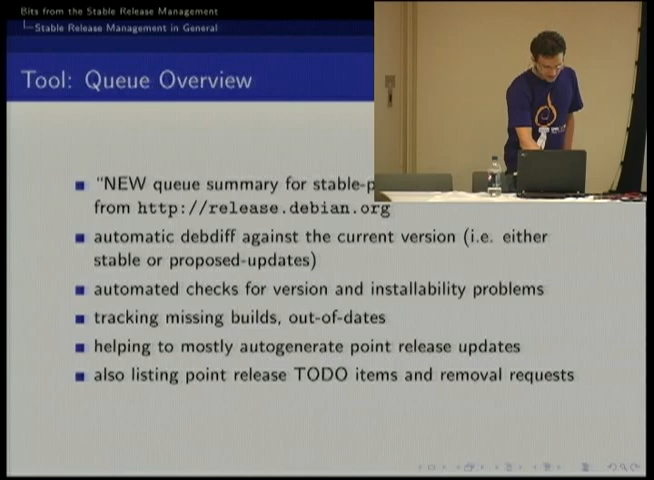 Bits from the Stable Release Management
Stable Release Management in General
Tool: Queue Overview
"NEW queue summary for stable-p
from http://release.debian.org
automatic debdiff against the current version (i.e. either
stable or proposed-updates)
automated checks for version and installability problems
tracking missing builds, out-of-dates
helping to mostly autogenerate point release updates
also listing point release TODO items and removal requests